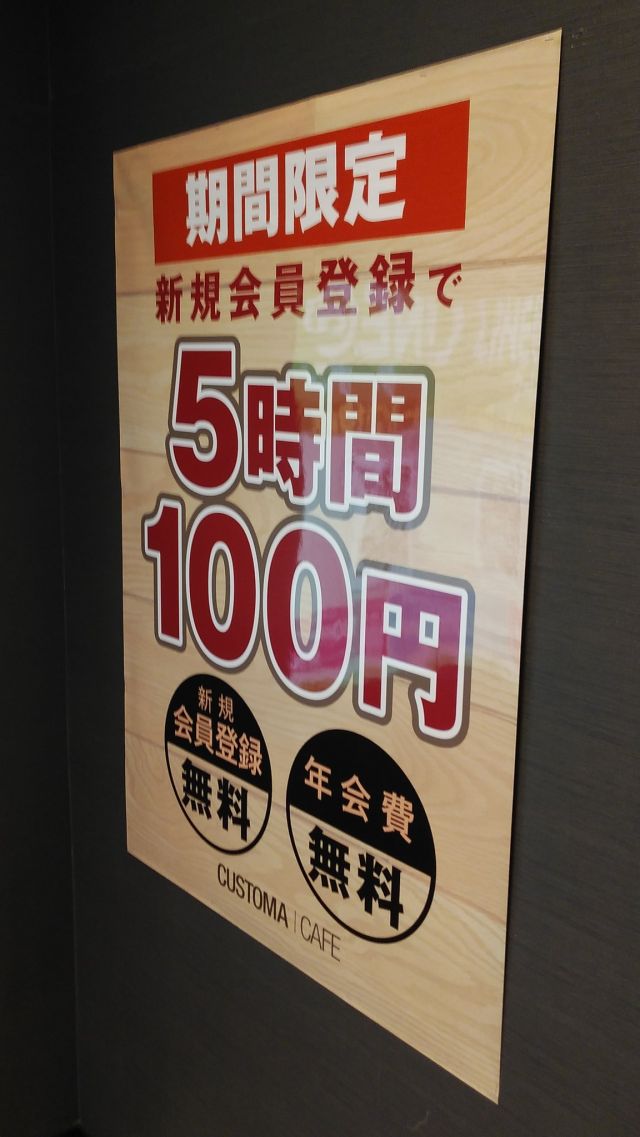 期間限定
新規会員登録で
5時間
100円
新規
会員登録
無料
年会費
無料
CUSTOMA | CAFE